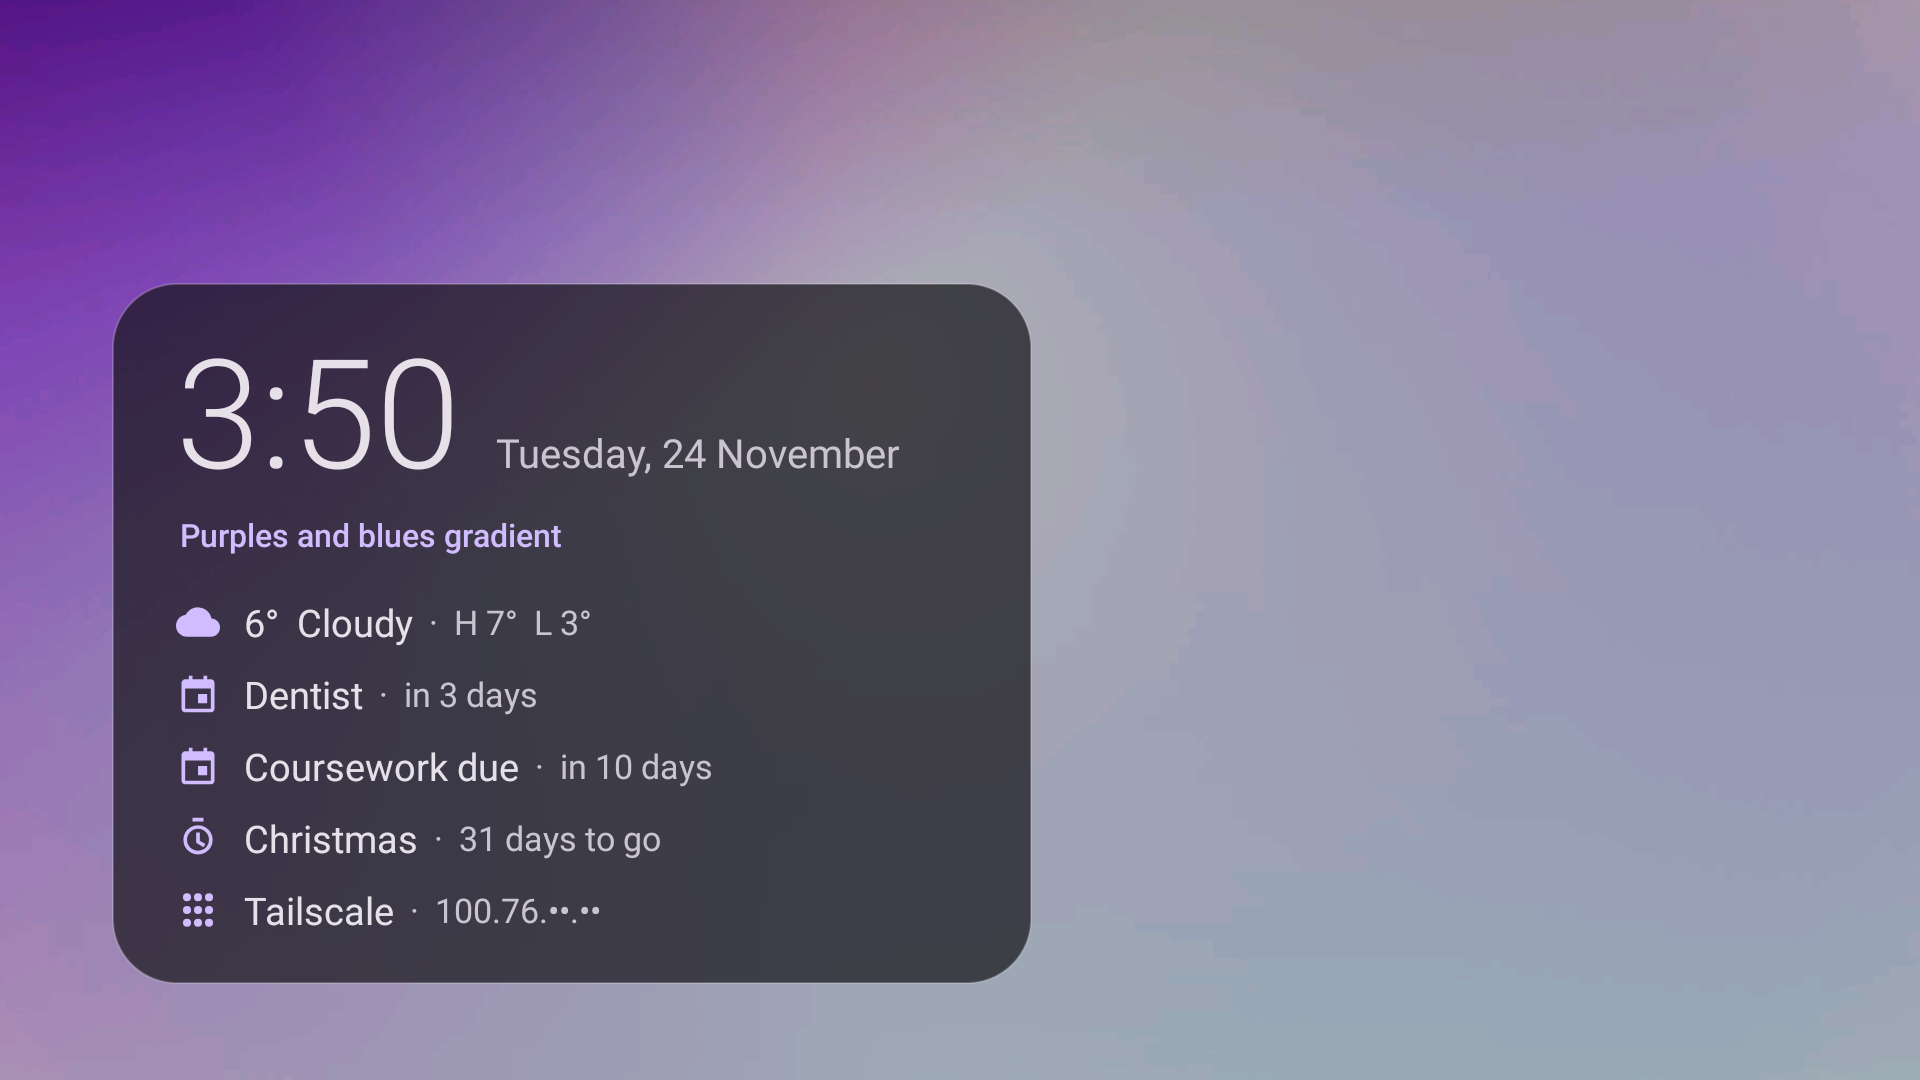 3:50 Tuesday, 24 November
Purples and blues gradient
6° Cloudy · H 7° L 3°
Dentist · in 3 days
Coursework due · in 10 days
Christmas · 31 days to go
Tailscale · 100.76.••.••